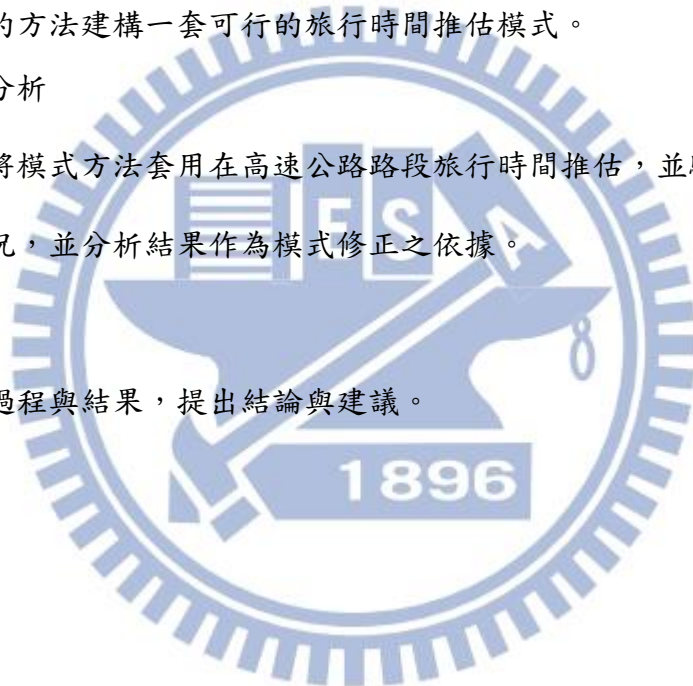 的方法建構一套可行的旅行時間推估模式。
分析
將模式方法套用在高速公路路段旅行時間推估，並
況，並分析結果作為模式修正之依據。
過程與結果，提出結論與建議。
E S A
1896